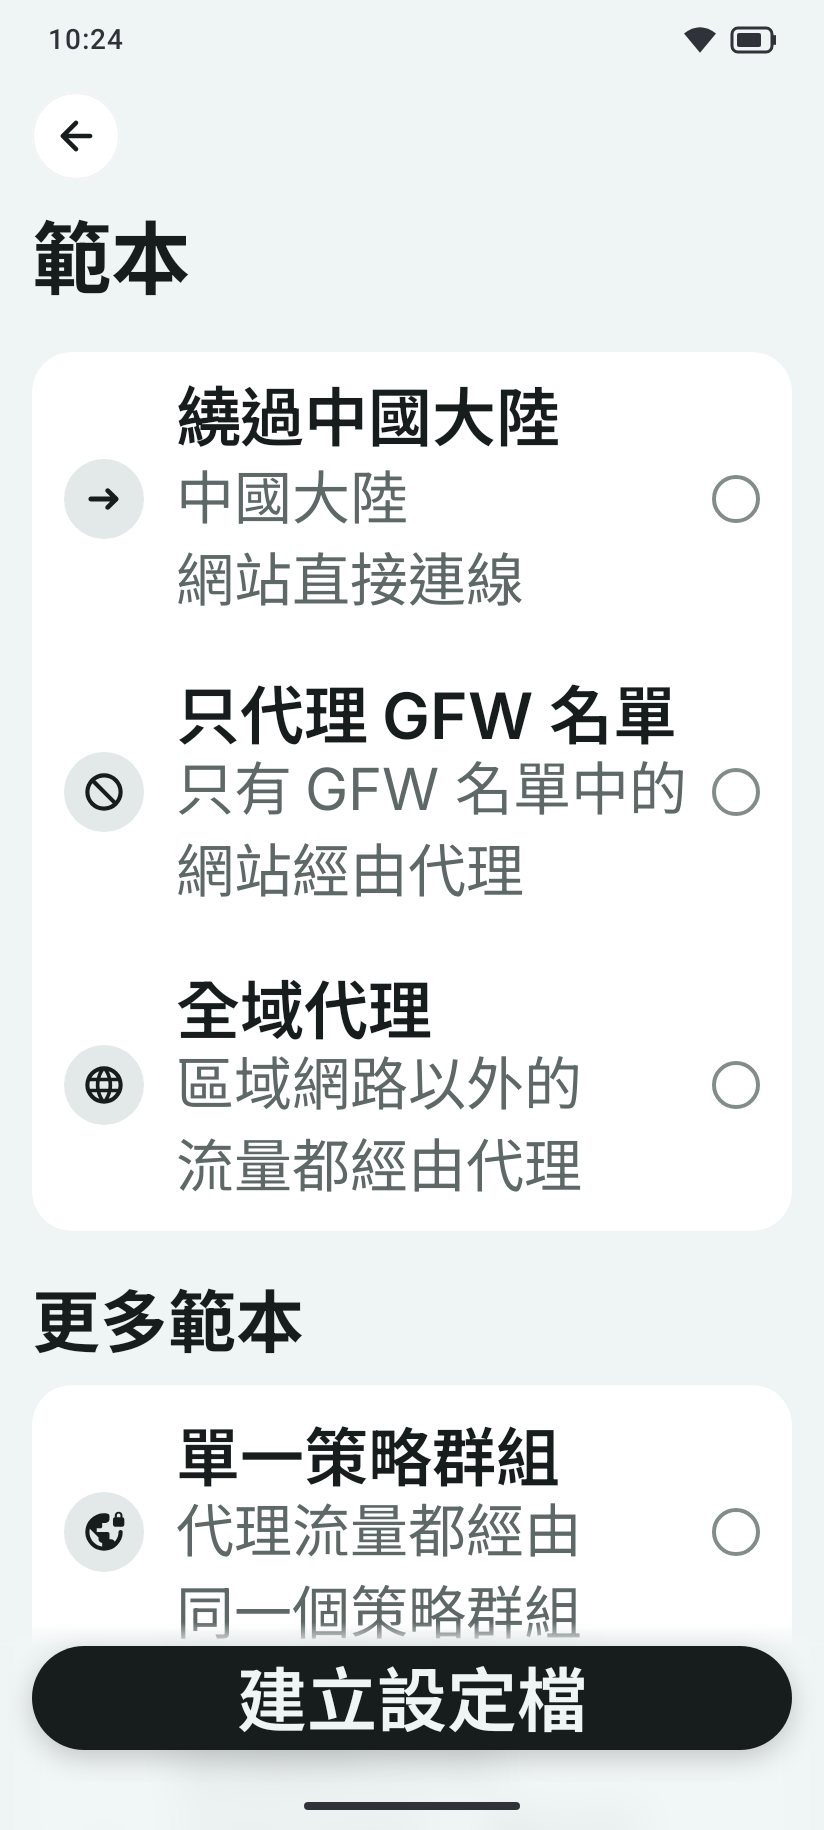 10:24
範本
繞過中國大陸
中國大陸
網站直接連線
只代理 GFW 名單
只有 GFW 名單中的
網站經由代理
全域代理
區域網路以外的
流量都經由代理
更多範本
單一策略群組
代理流量都經由
同一個策略群組
建立設定檔